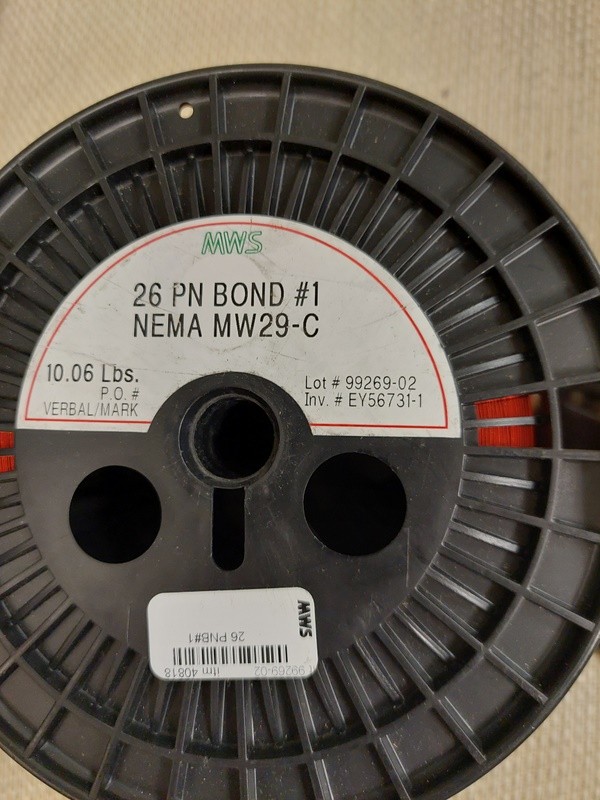 MWS
26 PN BOND #1
NEMA MW29-C
10.06 Lbs.
P.O. #
VERBAL/MARK
Lot # 99269-02
Inv. # EY56731-1
MWS
99269-02 itm 40818
26 PNB#1